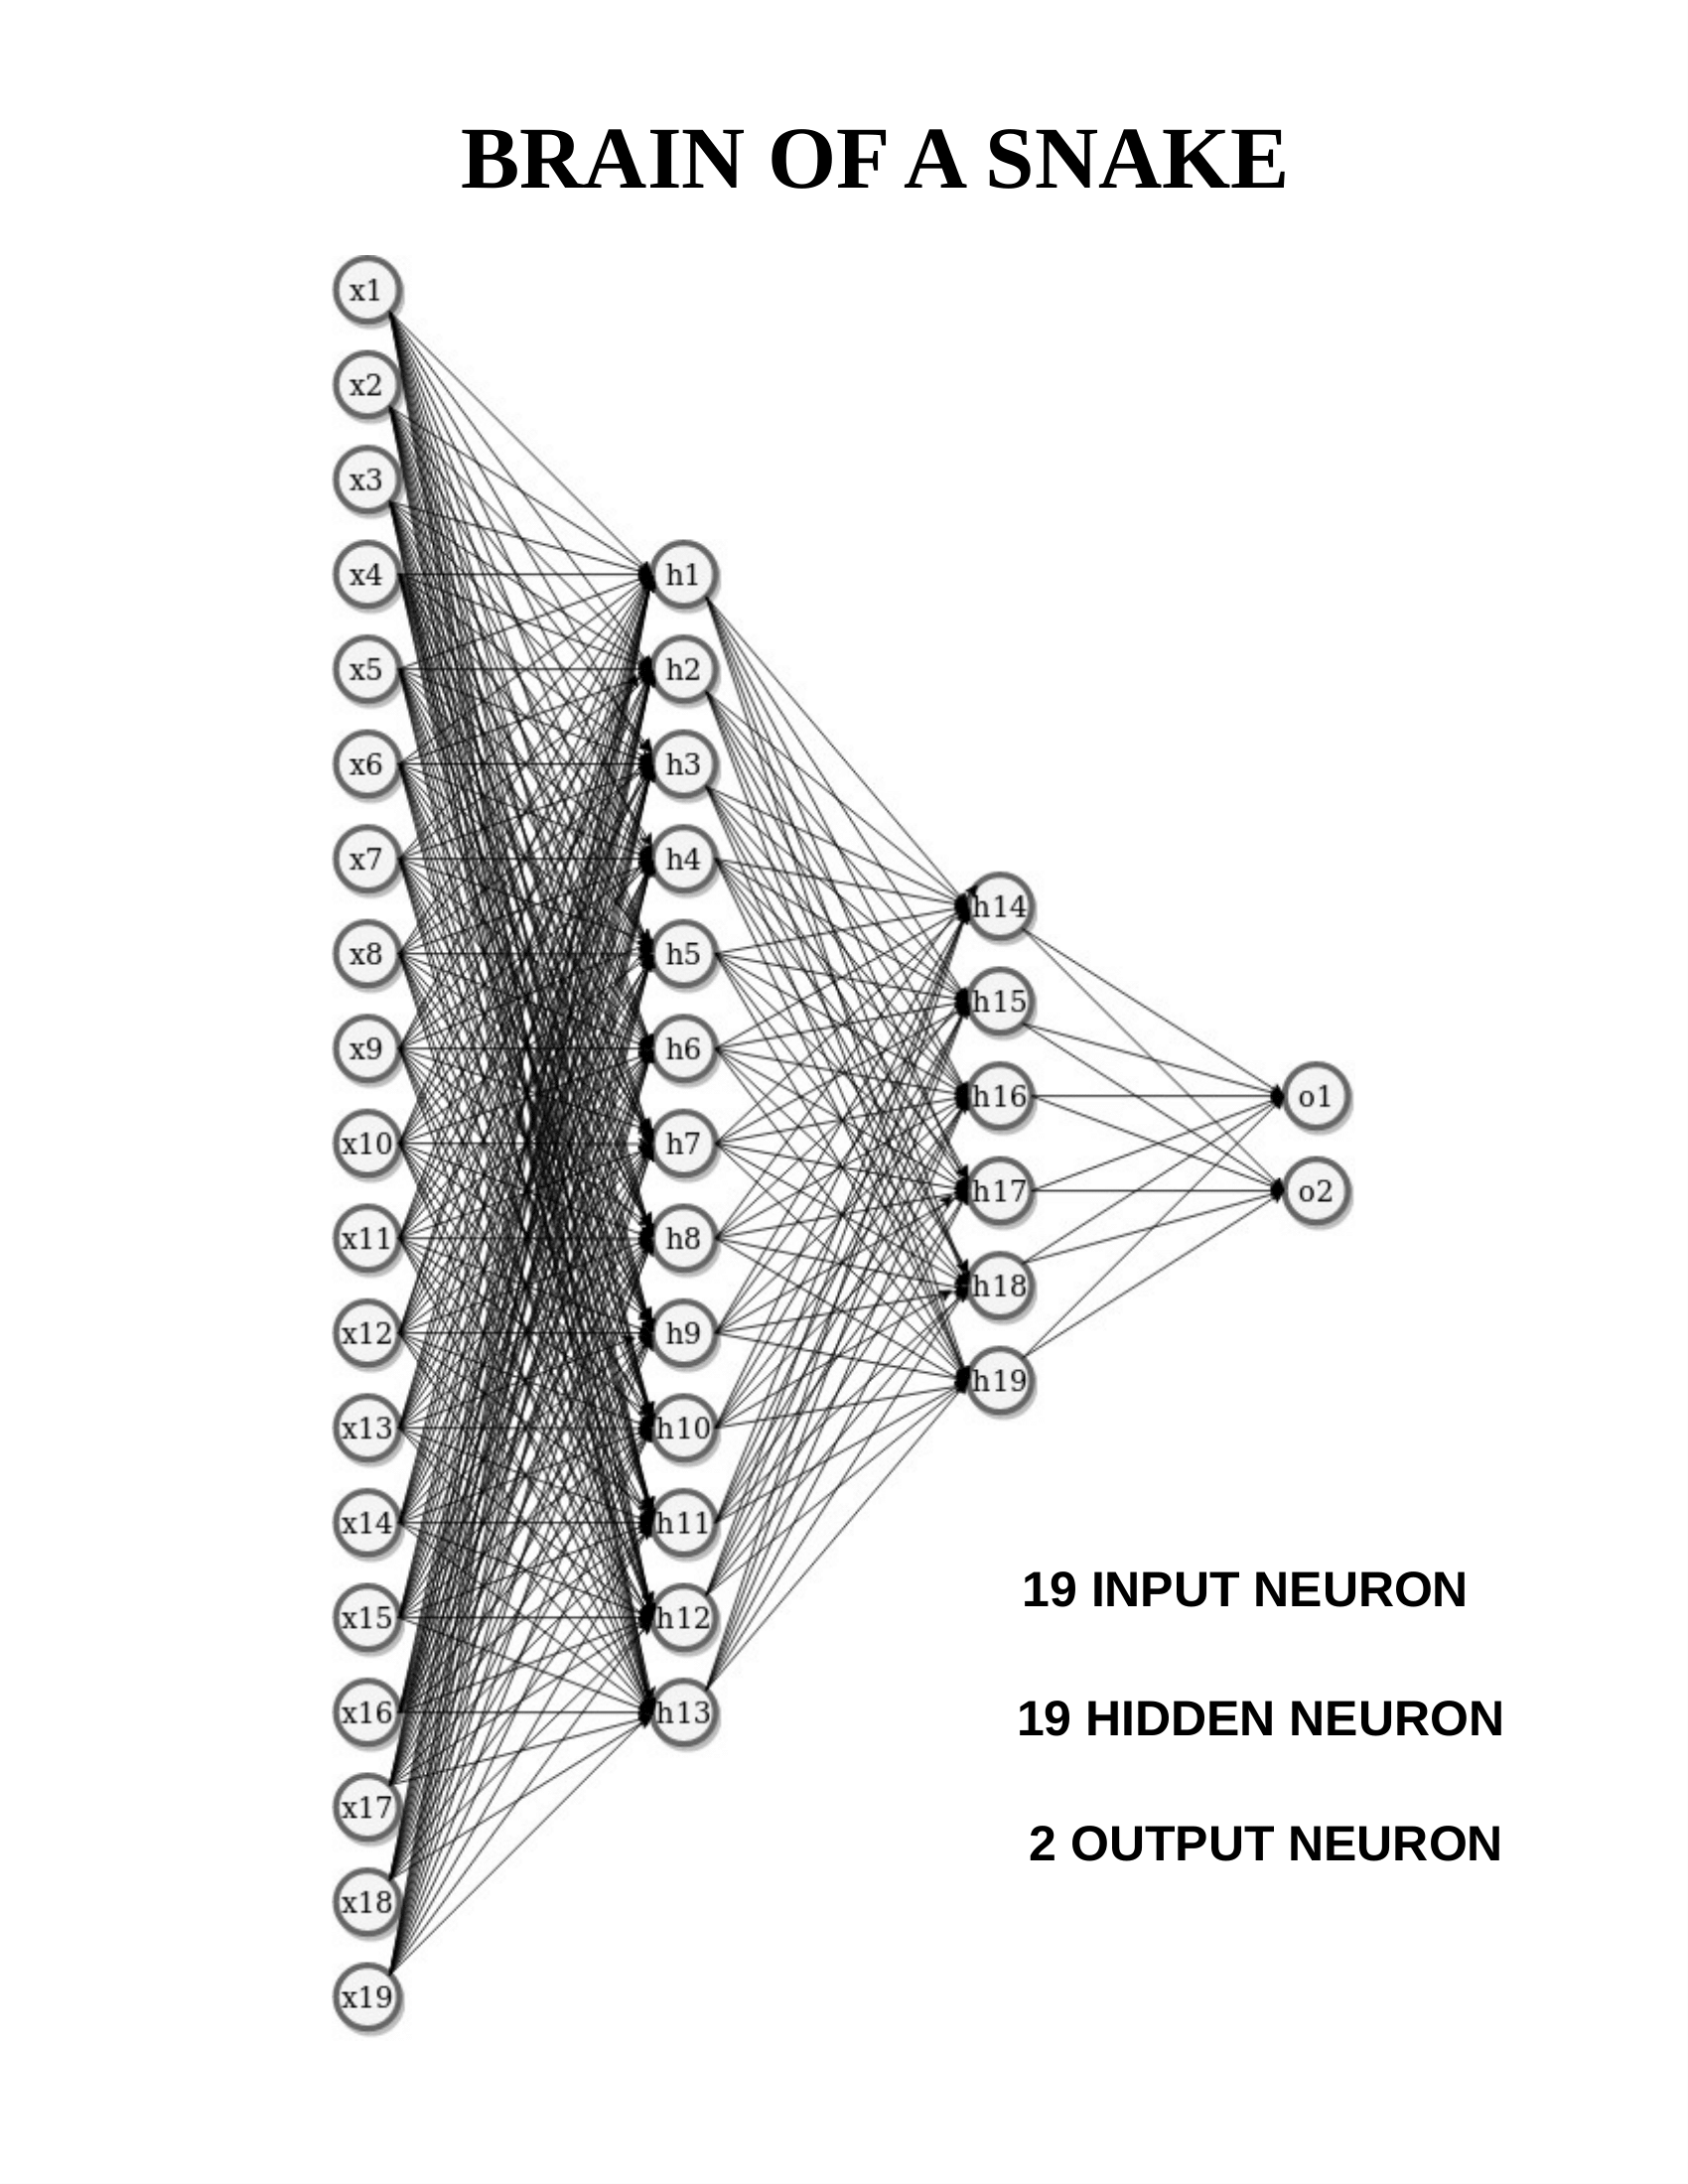 BRAIN OF A SNAKE
x1
x2
x3
x4
x5
x6
x7
x8
x9
x10
x11
x12
x13
x14
x15
x16
x17
x18
x19
h1
h2
h3
h4
h5
h6
h7
h8
h9
h10
h11
h12
h13
h14
h15
h16
h17
h18
h19
o1
o2
19 INPUT NEURON
19 HIDDEN NEURON
2 OUTPUT NEURON